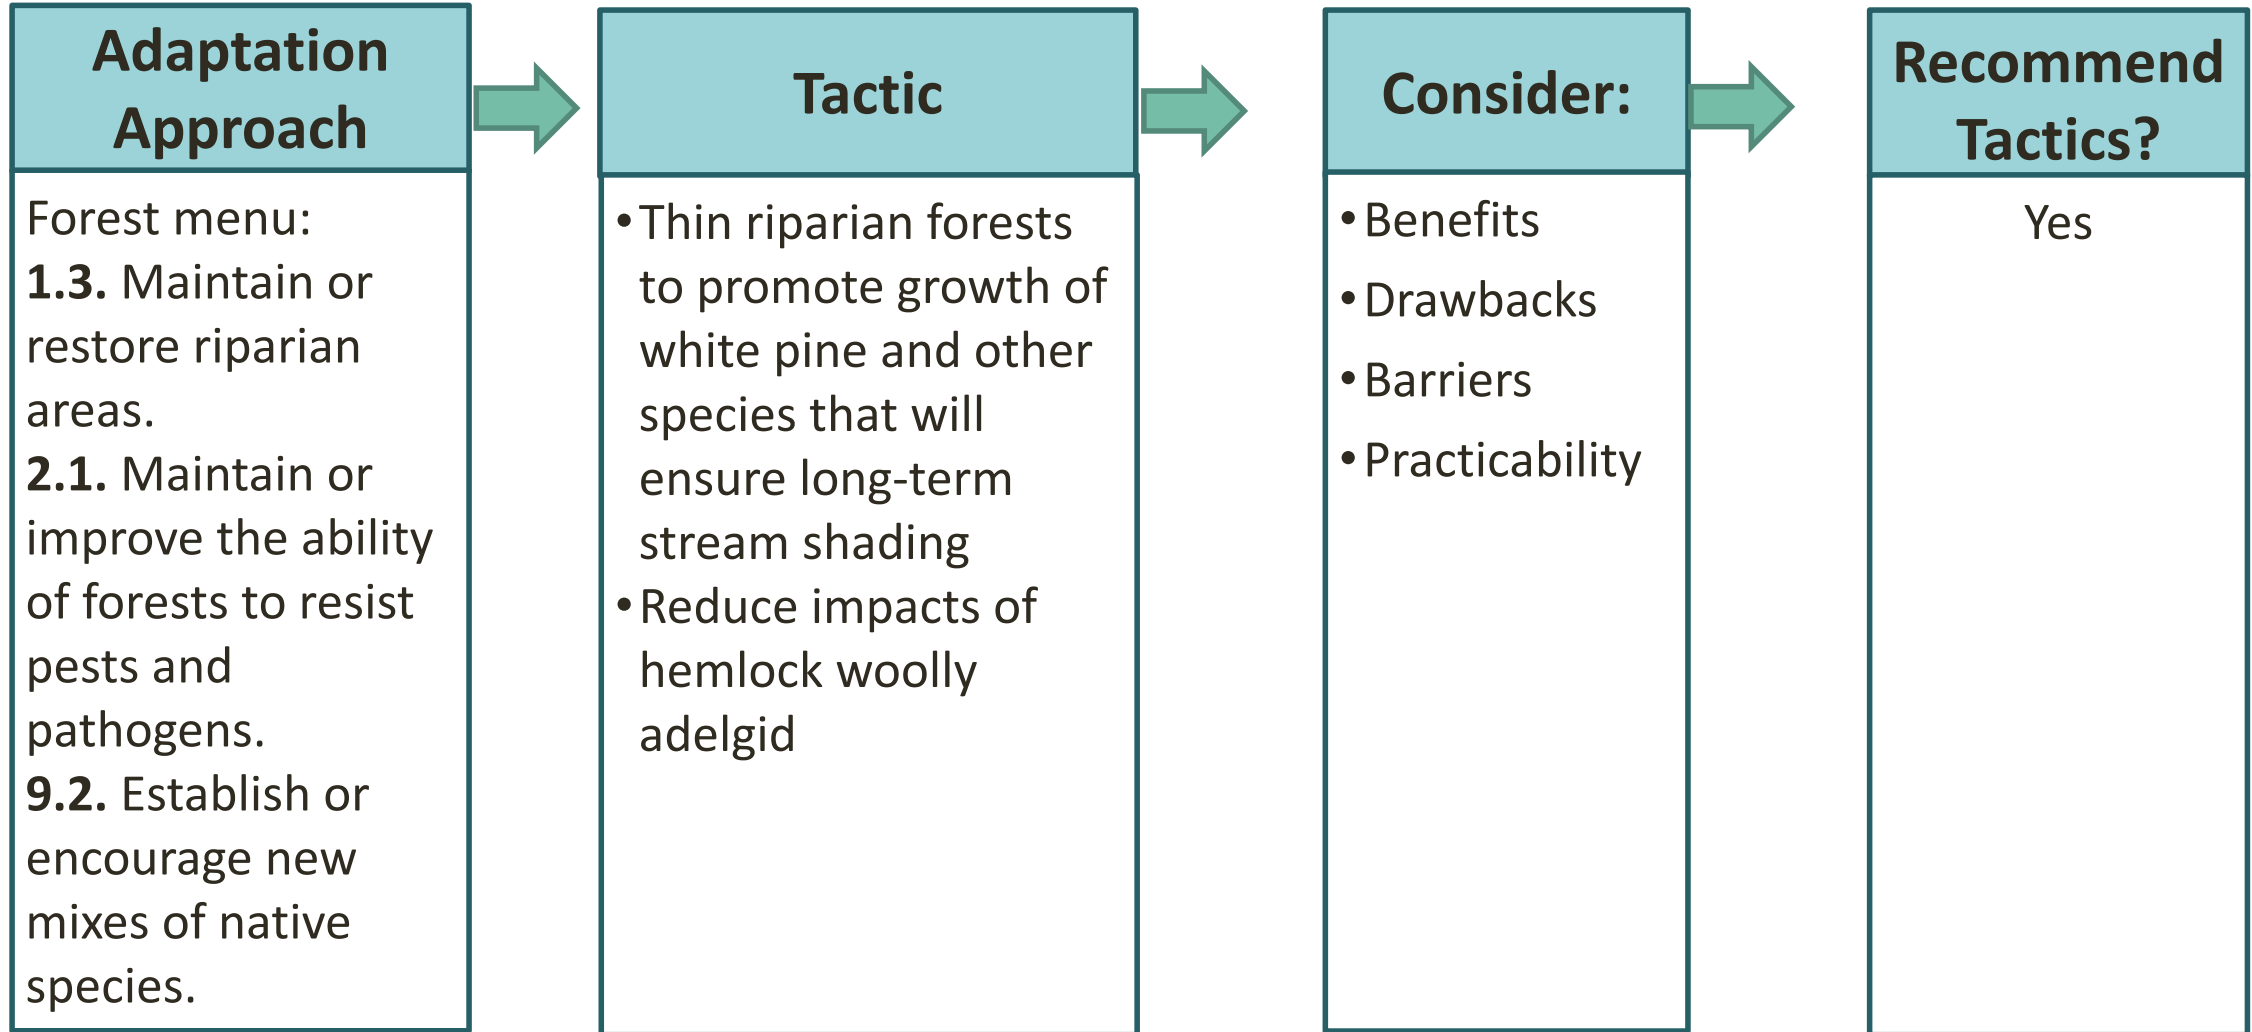 Adaptation
Approach
Forest menu:
1.3. Maintain or
restore riparian
areas.
2.1. Maintain or
improve the ability
of forests to resist
pests and
pathogens.
9.2. Establish or
encourage new
mixes of native
species.
Tactic
•Thin riparian forests
to promote growth of
white pine and other
species that will
ensure long-term
stream shading
•Reduce impacts of
hemlock woolly
adelgid
Consider:
•Benefits
•Drawbacks
•Barriers
•Practicability
Recommend
Tactics?
Yes